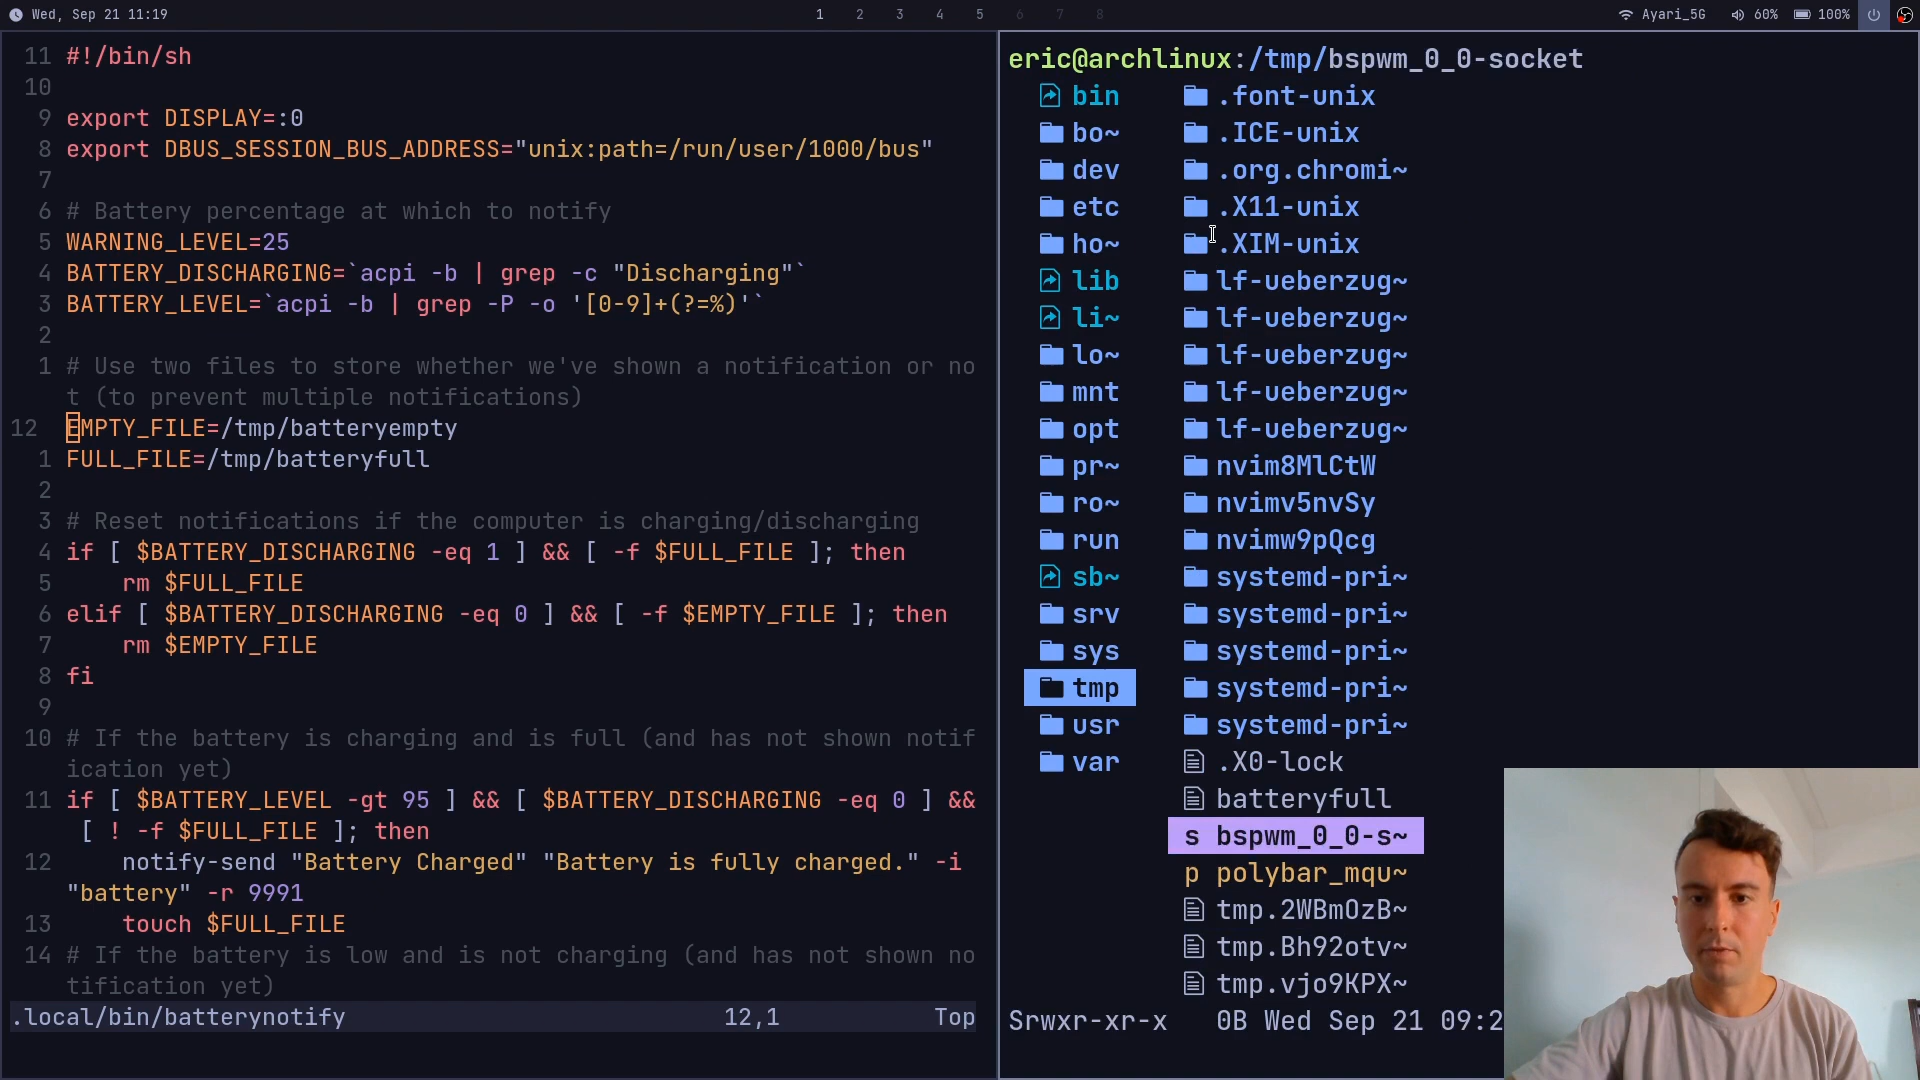 Wed, Sep 21 11:19
1 2 3 4 5 6 7 8
Ayari_5G 60% 100%
11 #!/bin/sh
10
9 export DISPLAY=:0
8 export DBUS_SESSION_BUS_ADDRESS="unix:path=/run/user/1000/bus"
7
6 # Battery percentage at which to notify
5 WARNING_LEVEL=25
4 BATTERY_DISCHARGING=`acpi -b | grep -c "Discharging"`
3 BATTERY_LEVEL=`acpi -b | grep -P -o '[0-9]+(?=%)'`
2
1 # Use two files to store whether we've shown a notification or no
t (to prevent multiple notifications)
12 EMPTY_FILE=/tmp/batteryempty
1 FULL_FILE=/tmp/batteryfull
2
3 # Reset notifications if the computer is charging/discharging
4 if [ $BATTERY_DISCHARGING -eq 1 ] && [ -f $FULL_FILE ]; then
5 rm $FULL_FILE
6 elif [ $BATTERY_DISCHARGING -eq 0 ] && [ -f $EMPTY_FILE ]; then
7 rm $EMPTY_FILE
8 fi
9
10 # If the battery is charging and is full (and has not shown notif
ication yet)
11 if [ $BATTERY_LEVEL -gt 95 ] && [ $BATTERY_DISCHARGING -eq 0 ] &&
[ ! -f $FULL_FILE ]; then
12 notify-send "Battery Charged" "Battery is fully charged." -i
"battery" -r 9991
13 touch $FULL_FILE
14 # If the battery is low and is not charging (and has not shown no
tification yet)
.local/bin/batterynotify 12,1 Top
eric@archlinux:/tmp/bspwm_0_0-socket
bin
bo~
dev
etc
ho~
lib
li~
lo~
mnt
opt
pr~
ro~
run
sb~
srv
sys
tmp
usr
var
.font-unix
.ICE-unix
.org.chromi~
.X11-unix
.XIM-unix
lf-ueberzug~
lf-ueberzug~
lf-ueberzug~
lf-ueberzug~
lf-ueberzug~
nvim8MlCtW
nvimv5nvSy
nvimw9pQcg
systemd-pri~
systemd-pri~
systemd-pri~
systemd-pri~
systemd-pri~
.X0-lock
batteryfull
s bspwm_0_0-s~
p polybar_mqu~
tmp.2WBmOzB~
tmp.Bh92otv~
tmp.vjo9KPX~
Srwxr-xr-x 0B Wed Sep 21 09:2